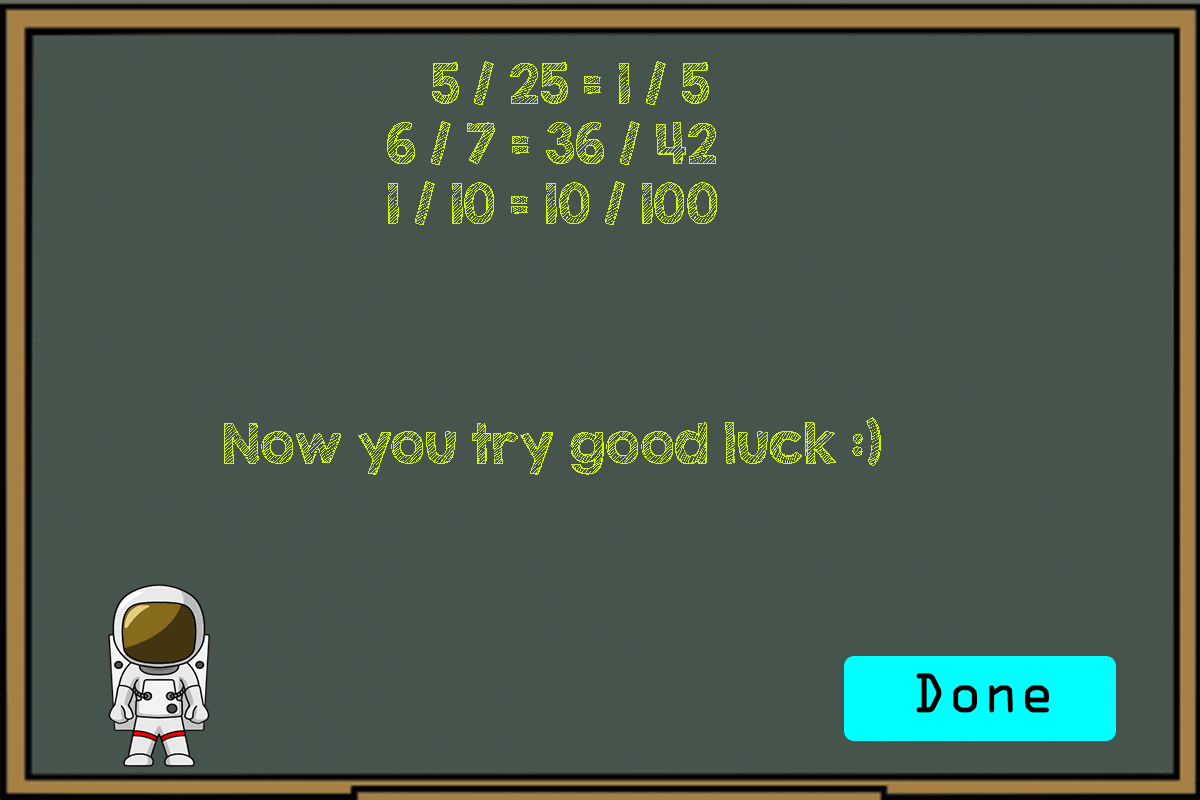 5 / 25 = 1 / 5
6 / 7 = 36 / 42
1 / 10 = 10 / 100
Now you try good luck :)
Done